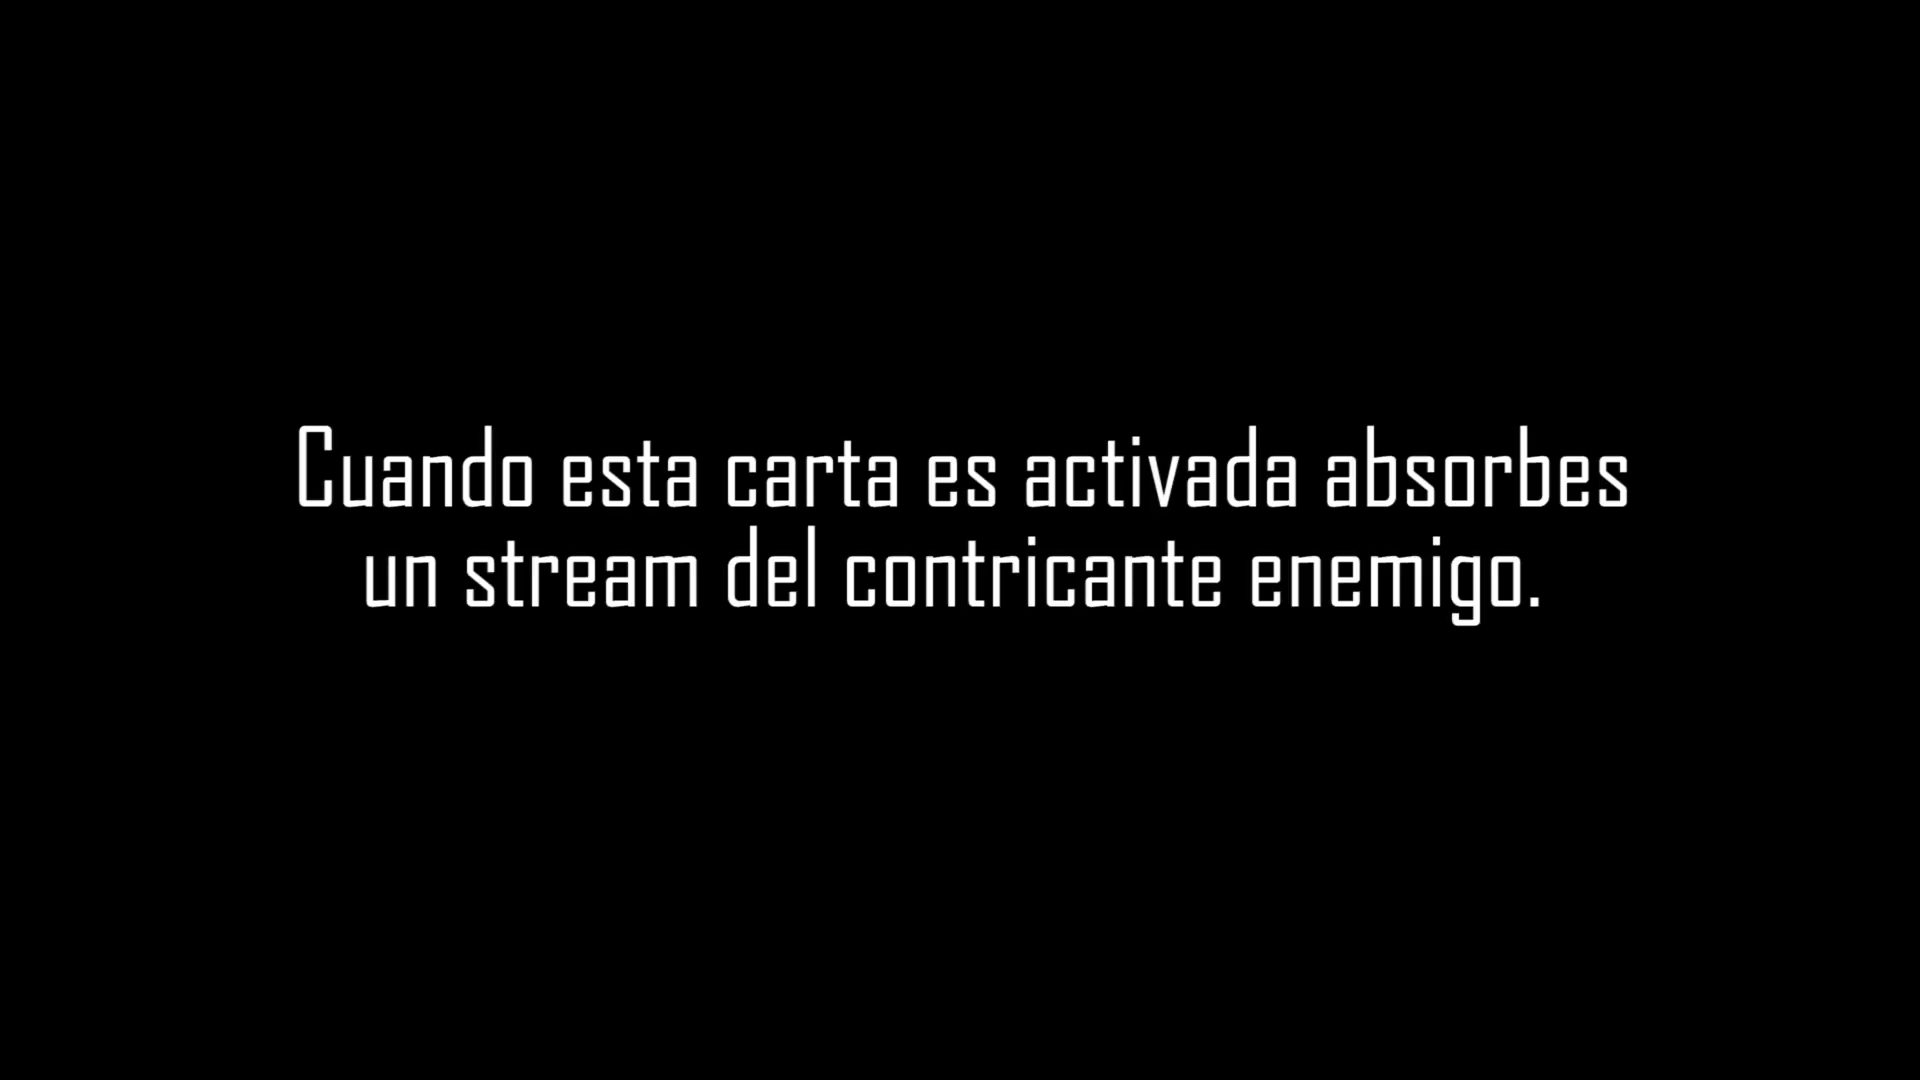 Cuando esta carta es activada absorbes
un stream del contricante enemigo.